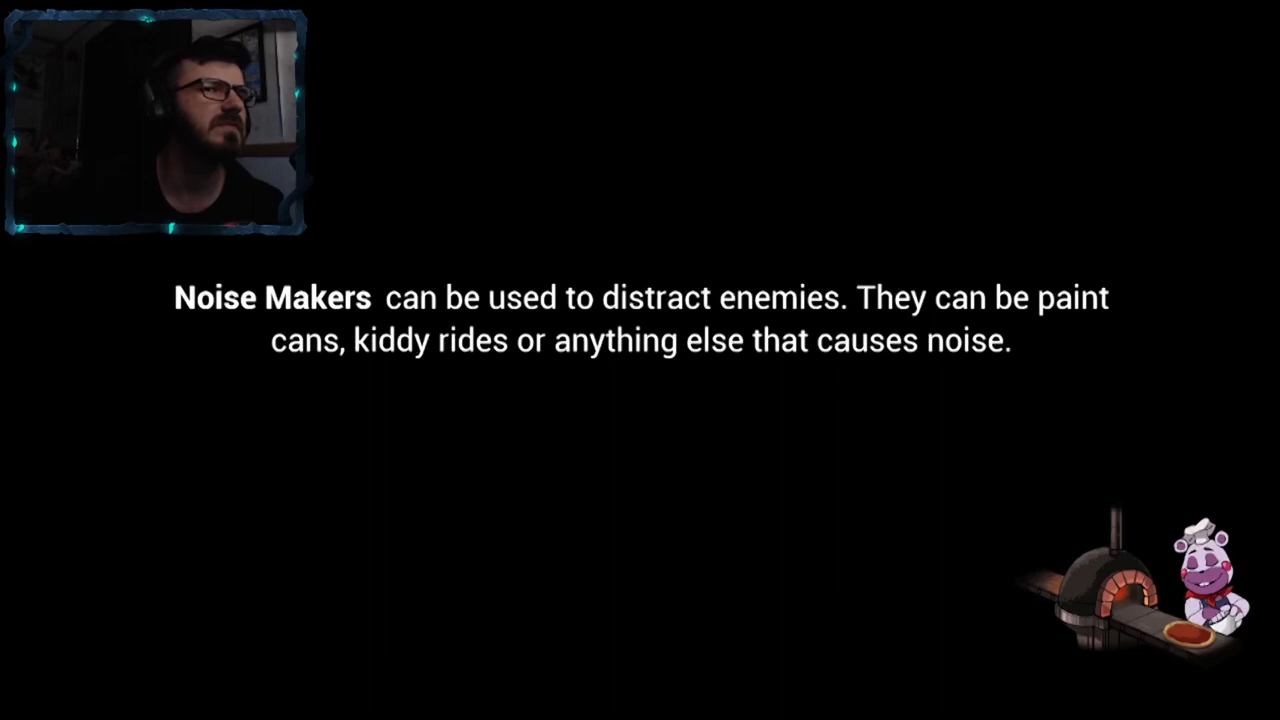 Noise Makers can be used to distract enemies. They can be paint
cans, kiddy rides or anything else that causes noise.